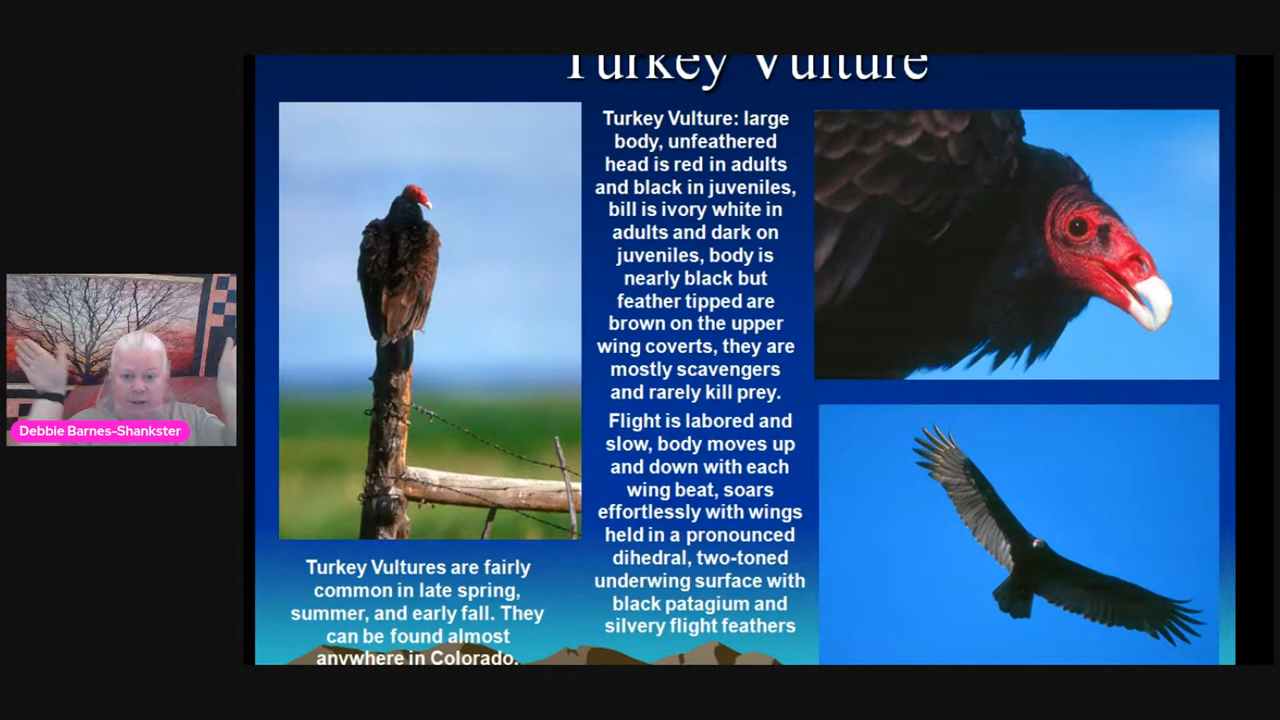 Turkey Vulture
Turkey Vulture: large
body, unfeathered
head is red in adults
and black in juveniles,
bill is ivory white in
adults and dark on
juveniles, body is
nearly black but
feather tipped are
brown on the upper
wing coverts, they are
mostly scavengers
and rarely kill prey.
Flight is labored and
slow, body moves up
and down with each
wing beat, soars
effortlessly with wings
held in a pronounced
dihedral, two-toned
underwing surface with
black patagium and
silvery flight feathers
Turkey Vultures are fairly
common in late spring,
summer, and early fall. They
can be found almost
anywhere in Colorado.
Debbie Barnes-Shankster